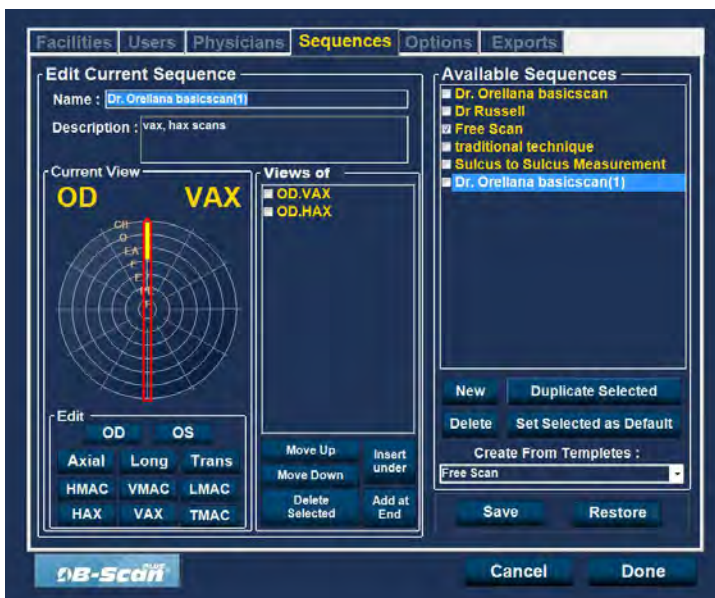 Facilities Users Physicians Sequences Options Exports
Edit Current Sequence
Name : Dr. Orellana basicscan(1)
Description : vax, hax scans
Current View
OD VAX
CB
O
EA
E
E
P
Views of
OD.VAX
OD.HAX
Edit
OD OS
Axial Long Trans
HMAC VMAC LMAC
HAX VAX TMAC
Move Up
Move Down
Delete
Selected
Insert
under
Add at
End
Available Sequences
Dr. Orellana basicscan
Dr Russell
Free Scan
traditional technique
Sulcus to Sulcus Measurement
Dr. Orellana basicscan(1)
New Duplicate Selected
Delete Set Selected as Default
Create From Templetes :
Free Scan
Save Restore
B-Scan PLUS
Cancel Done